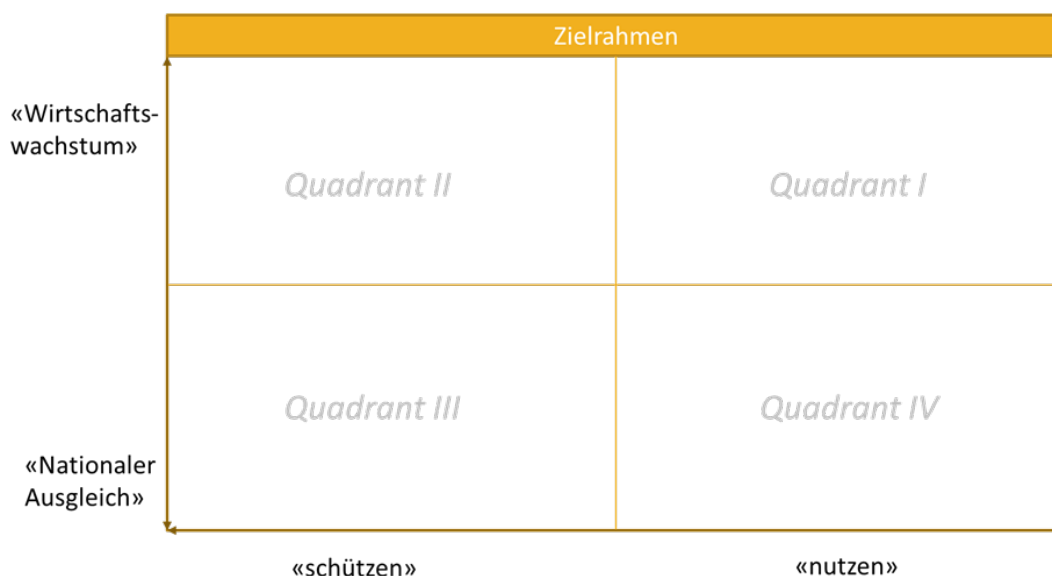 Zielrahmen
«Wirtschafts-
wachstum»
Quadrant II
Quadrant I
Quadrant III
Quadrant IV
«Nationaler
Ausgleich»
«schützen»
«nutzen»